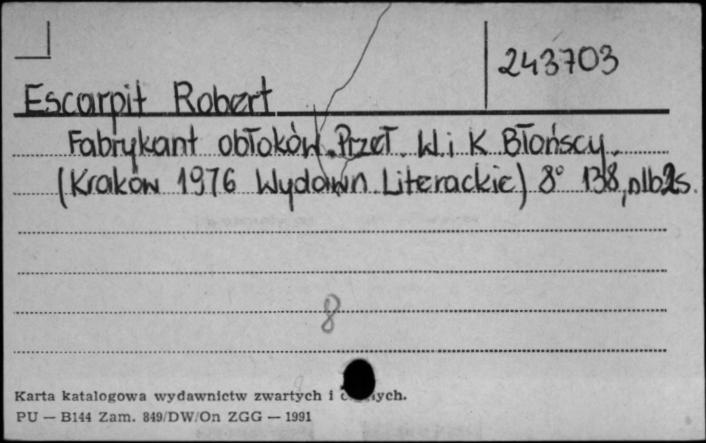 243703
Escarpit Robert
Fabrykant obłoków. Przeł. W. i K. Błońscy.
(Kraków 1976 Wydawn. Literackie) 8° 138, nlb 2 s.
8
Karta katalogowa wydawnictw zwartych i
PU — B144 Zam. 849/DW/On ZGG — 1991